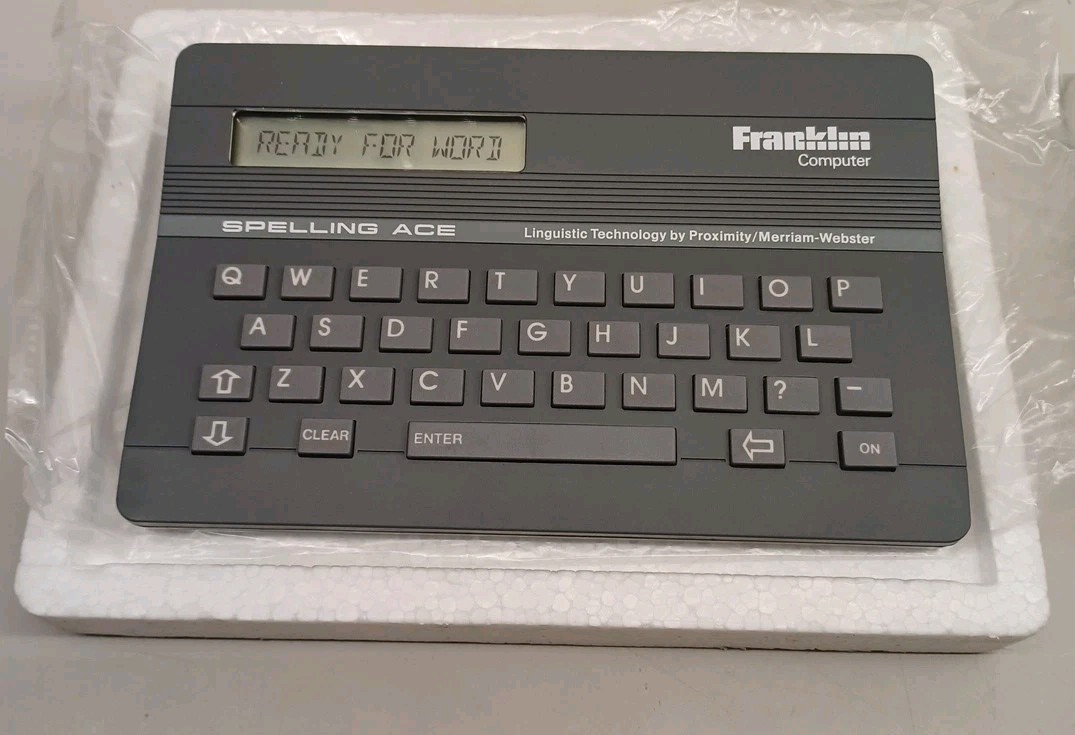 READY FOR WORD
Franklin
Computer
SPELLING ACE
Linguistic Technology by Proximity/Merriam-Webster
Q W E R T Y U I O P
A S D F G H J K L
⇧ Z X C V B N M ? –
⇩ CLEAR ENTER ⇦ ON